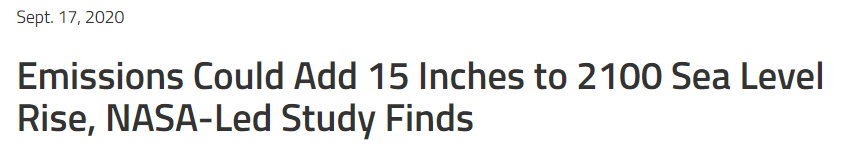 Sept. 17, 2020
Emissions Could Add 15 Inches to 2100 Sea Level
Rise, NASA-Led Study Finds